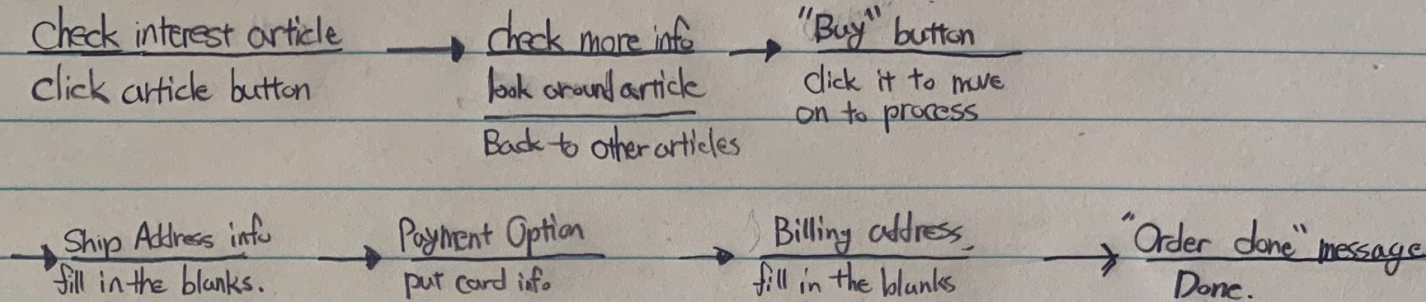 check interest article
click article button
check more info
look around article
Back to other articles
"Buy" button
click it to move
on to process
Ship Address info
fill in the blanks.
Payment Option
put card info
Billing address
fill in the blanks
"Order done" message
Done.